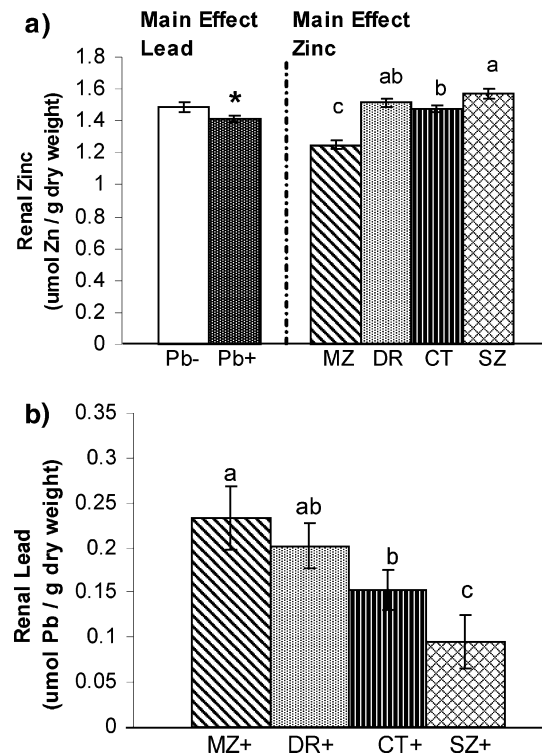 a)
Main Effect
Lead
Main Effect
Zinc
Renal Zinc
(umol Zn / g dry weight)
1.8
1.6
1.4
1.2
1
0.8
0.6
0.4
0.2
0
*
c
ab
b
a
Pb- Pb+ MZ DR CT SZ
b)
Renal Lead
(umol Pb / g dry weight)
0.35
0.3
0.25
0.2
0.15
0.1
0.05
0
a
ab
b
c
MZ+ DR+ CT+ SZ+